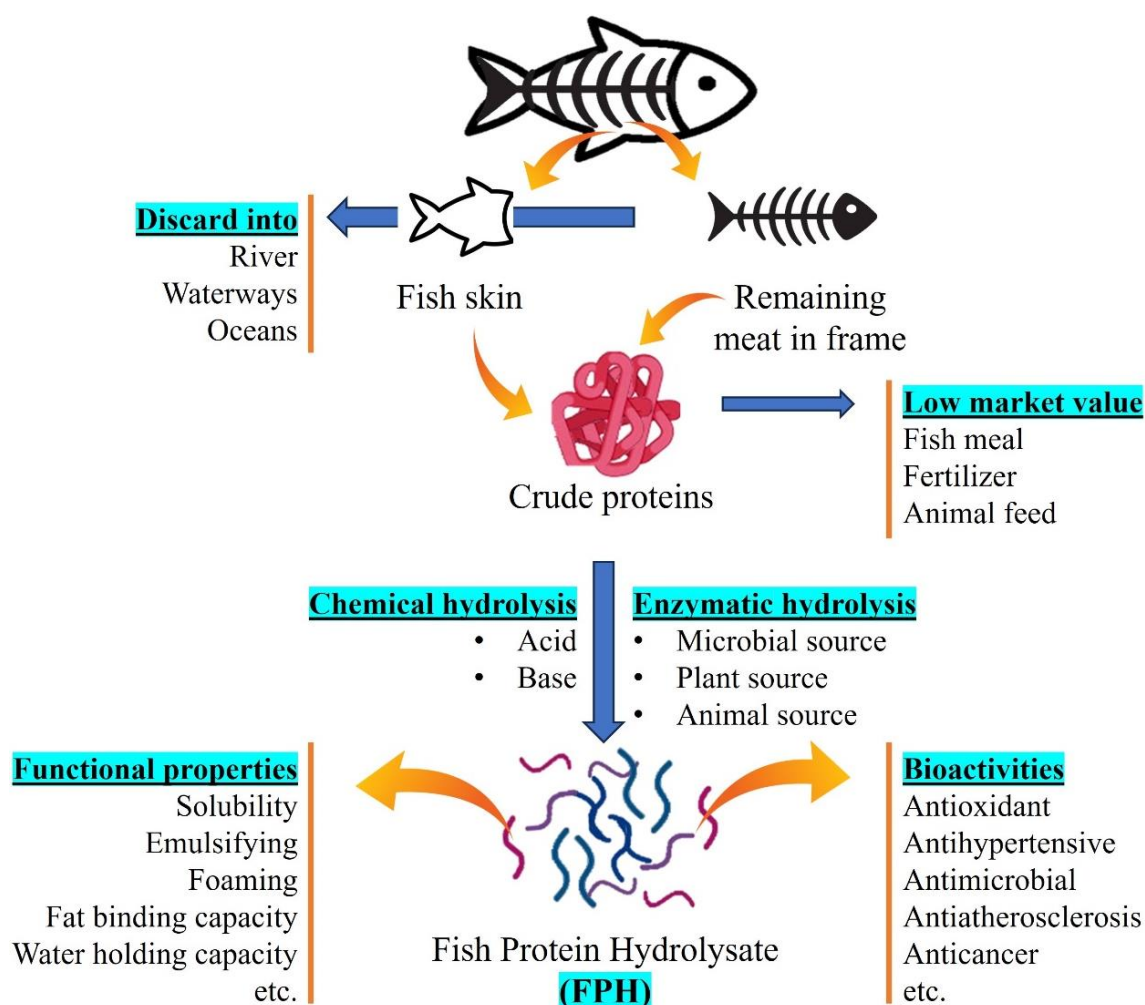 Discard into
River
Waterways
Oceans
Fish skin
Remaining
meat in frame
Low market value
Fish meal
Fertilizer
Animal feed
Crude proteins
Chemical hydrolysis
• Acid
• Base
Enzymatic hydrolysis
• Microbial source
• Plant source
• Animal source
Functional properties
Solubility
Emulsifying
Foaming
Fat binding capacity
Water holding capacity
etc.
Fish Protein Hydrolysate
(FPH)
Bioactivities
Antioxidant
Antihypertensive
Antimicrobial
Antiatherosclerosis
Anticancer
etc.